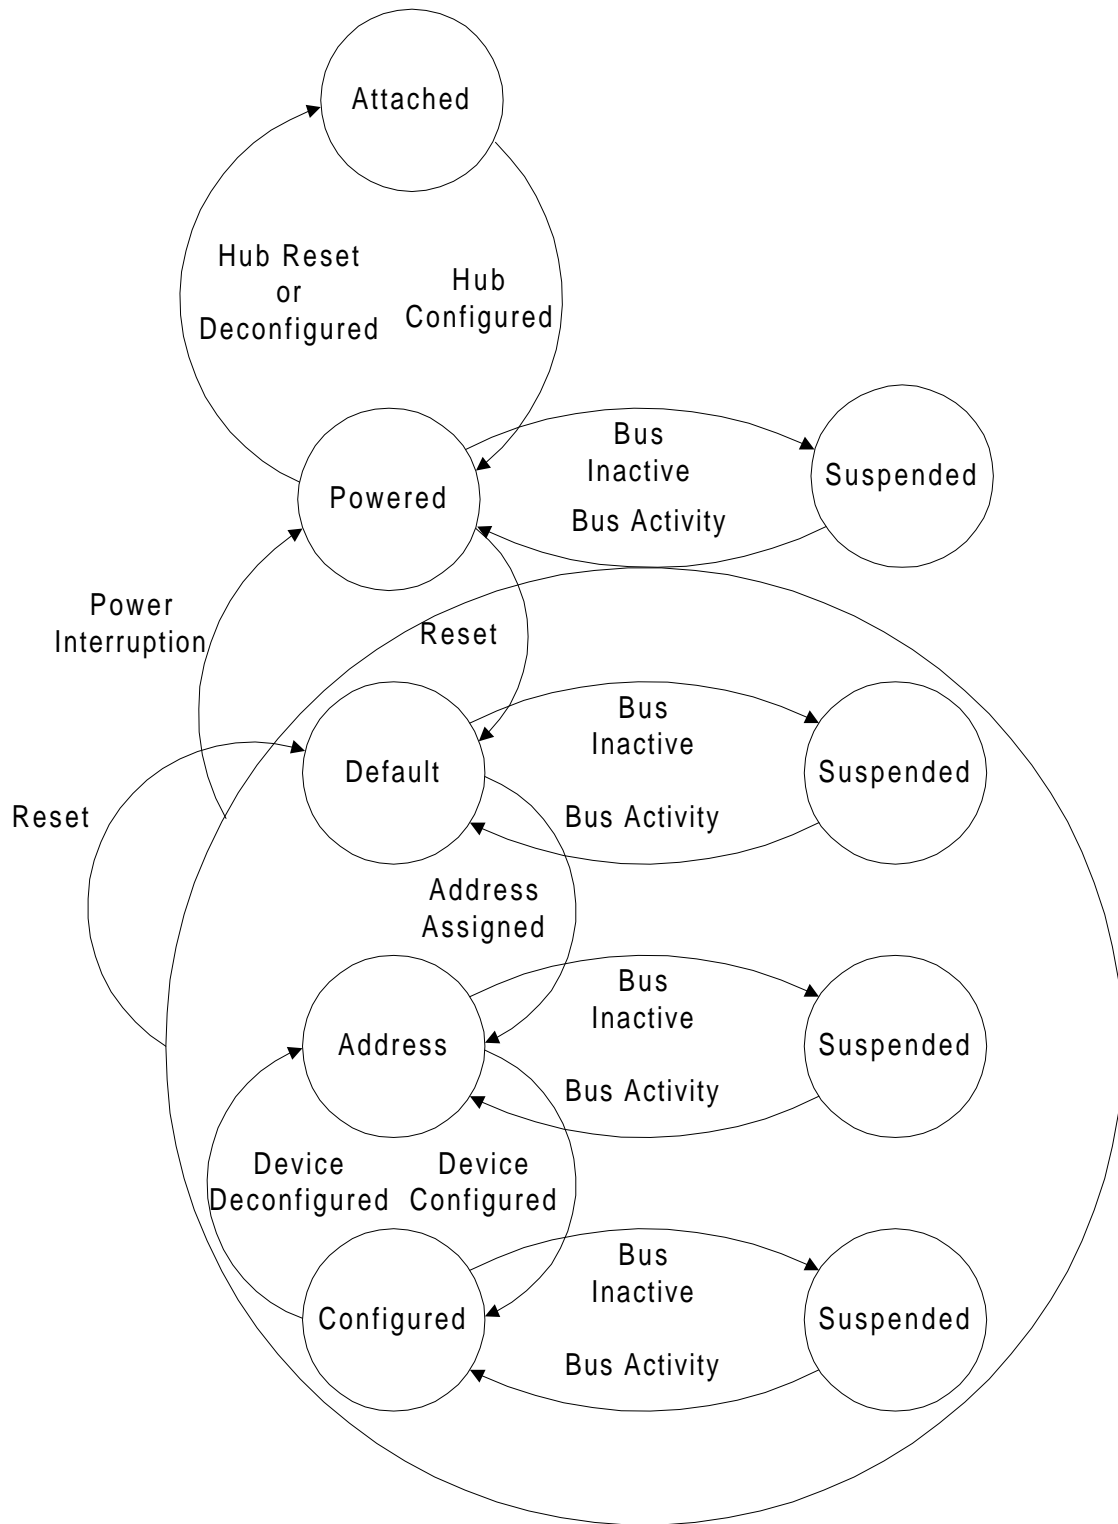 Attached
Hub Reset
or
Deconfigured
Hub
Configured
Bus
Inactive
Suspended
Powered
Bus Activity
Power
Interruption
Reset
Bus
Inactive
Default
Suspended
Reset
Bus Activity
Address
Assigned
Bus
Inactive
Address
Suspended
Bus Activity
Device
Deconfigured
Device
Configured
Bus
Inactive
Configured
Suspended
Bus Activity